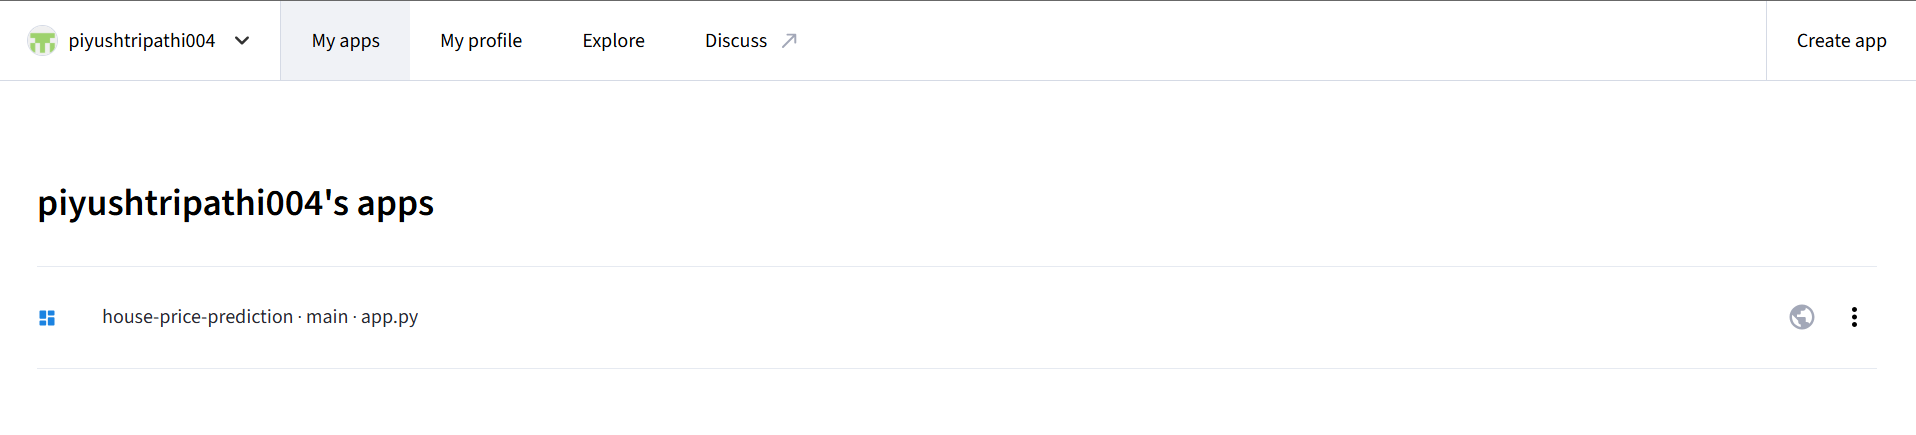 piyushtripathi004 My apps My profile Explore Discuss Create app
piyushtripathi004's apps
house-price-prediction · main · app.py